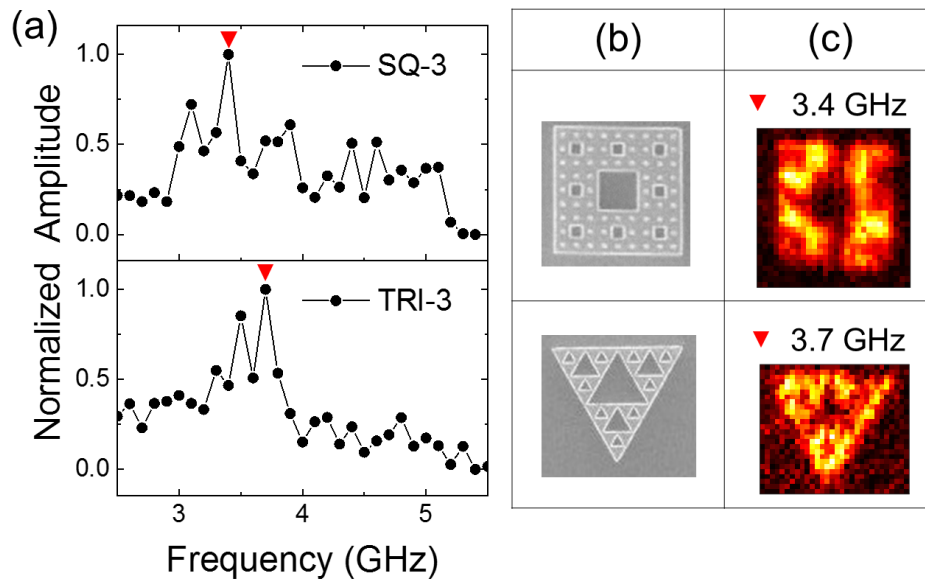 (a)
Normalized Amplitude
1.0
0.5
0.0
SQ-3
1.0
0.5
0.0
TRI-3
3 4 5
Frequency (GHz)
(b)
(c)
3.4 GHz
3.7 GHz